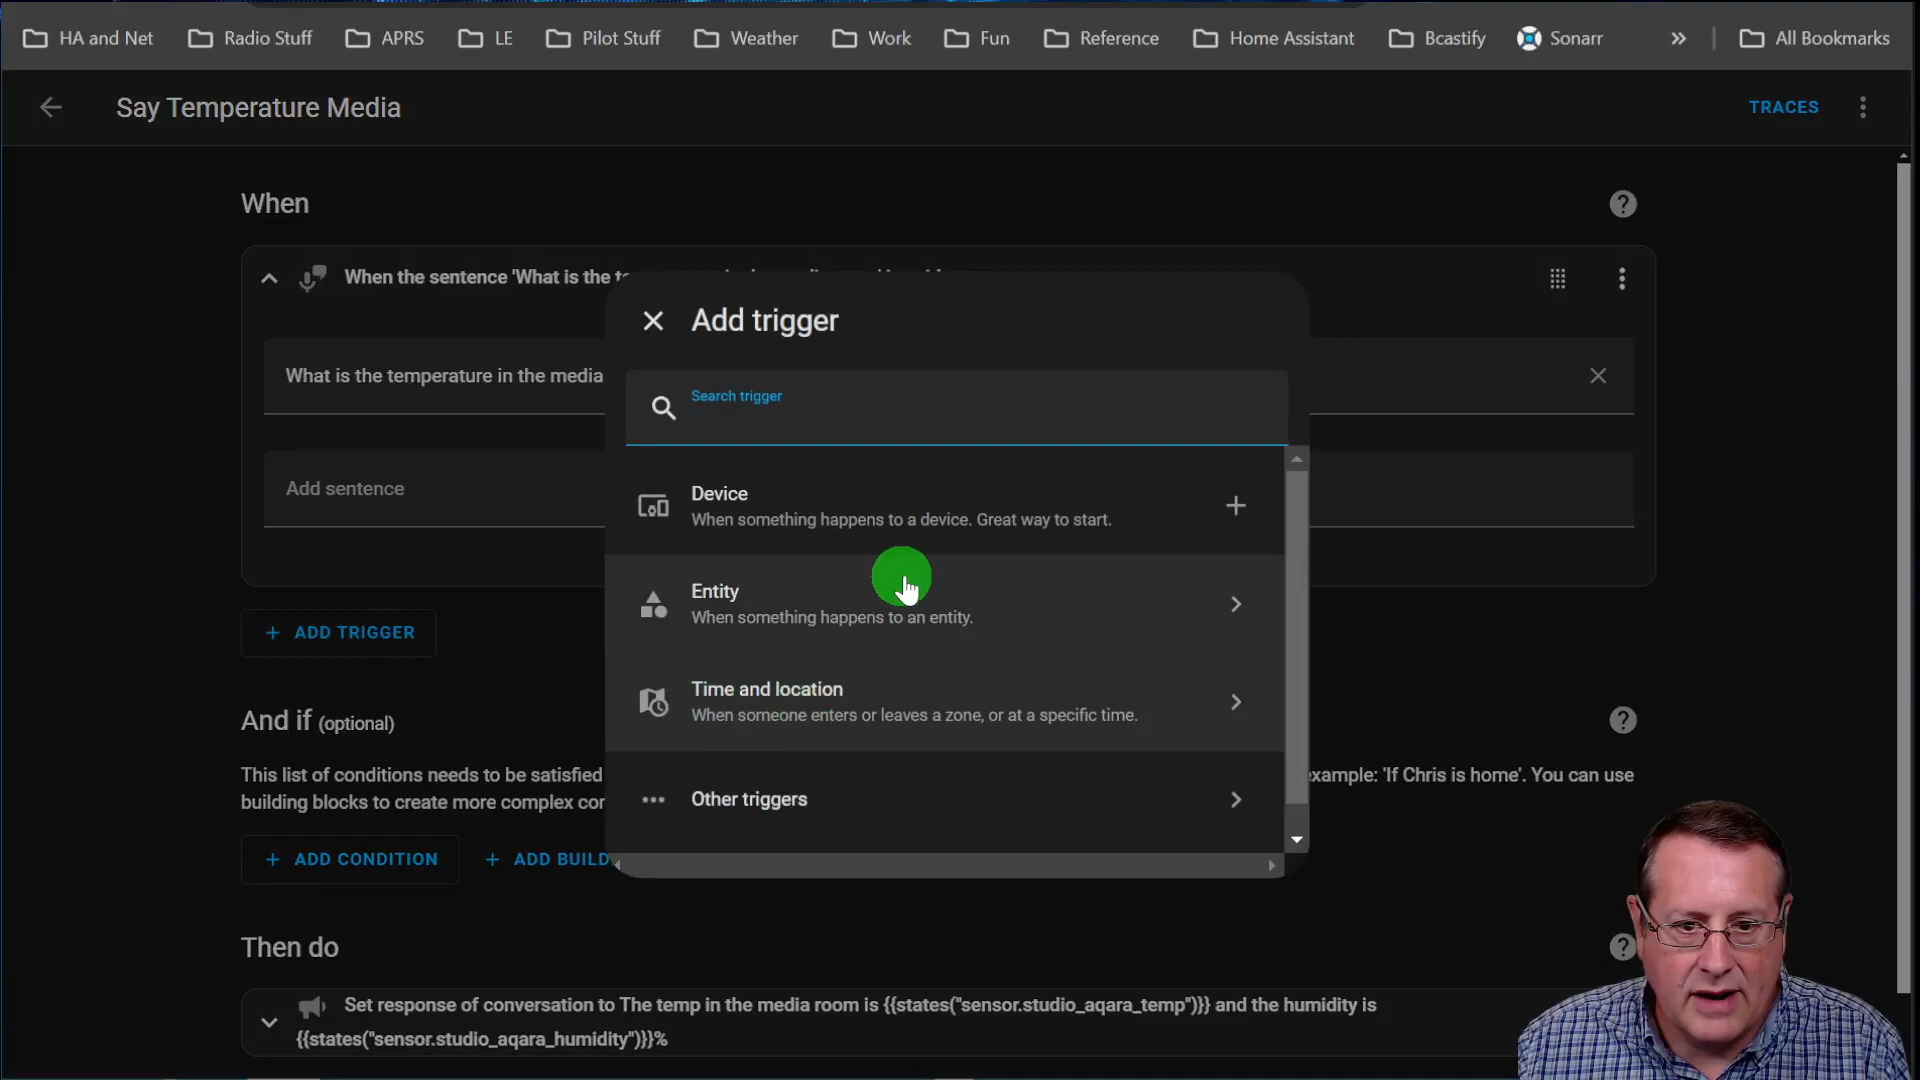 HA and Net
Radio Stuff
APRS
LE
Pilot Stuff
Weather
Work
Fun
Reference
Home Assistant
Bcastify
Sonarr
»
All Bookmarks
Say Temperature Media
TRACES
When
When the sentence 'What is the
What is the temperature in the media
Add sentence
+ ADD TRIGGER
Add trigger
Search trigger
Device
When something happens to a device. Great way to start.
Entity
When something happens to an entity.
Time and location
When someone enters or leaves a zone, or at a specific time.
Other triggers
And if (optional)
This list of conditions needs to be satisfied example: 'If Chris is home'. You can use
building blocks to create more complex
+ ADD CONDITION
+ ADD BUILD
Then do
Set response of conversation to The temp in the media room is {{states("sensor.studio_aqara_temp")}} and the humidity is
{{states("sensor.studio_aqara_humidity")}}%